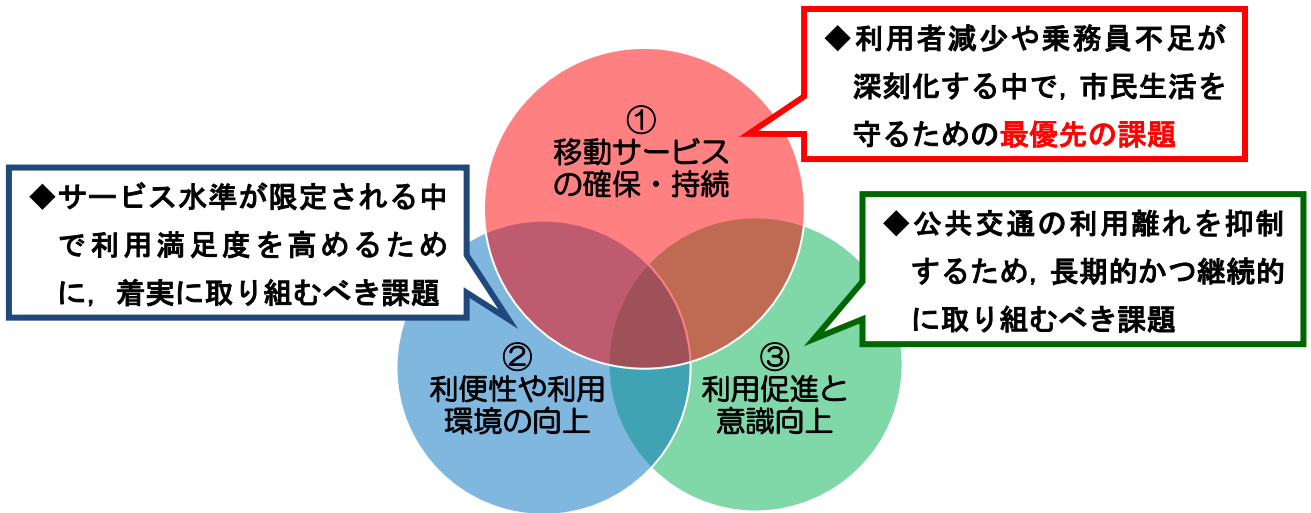 ◆利用者減少や乗務員不足が
深刻化する中で，市民生活を
守るための最優先の課題
①
移動サービス
の確保・持続
◆サービス水準が限定される中
で利用満足度を高めるため
に，着実に取り組むべき課題
◆公共交通の利用離れを抑制
するため，長期的かつ継続的
に取り組むべき課題
②
利便性や利用
環境の向上
③
利用促進と
意識向上